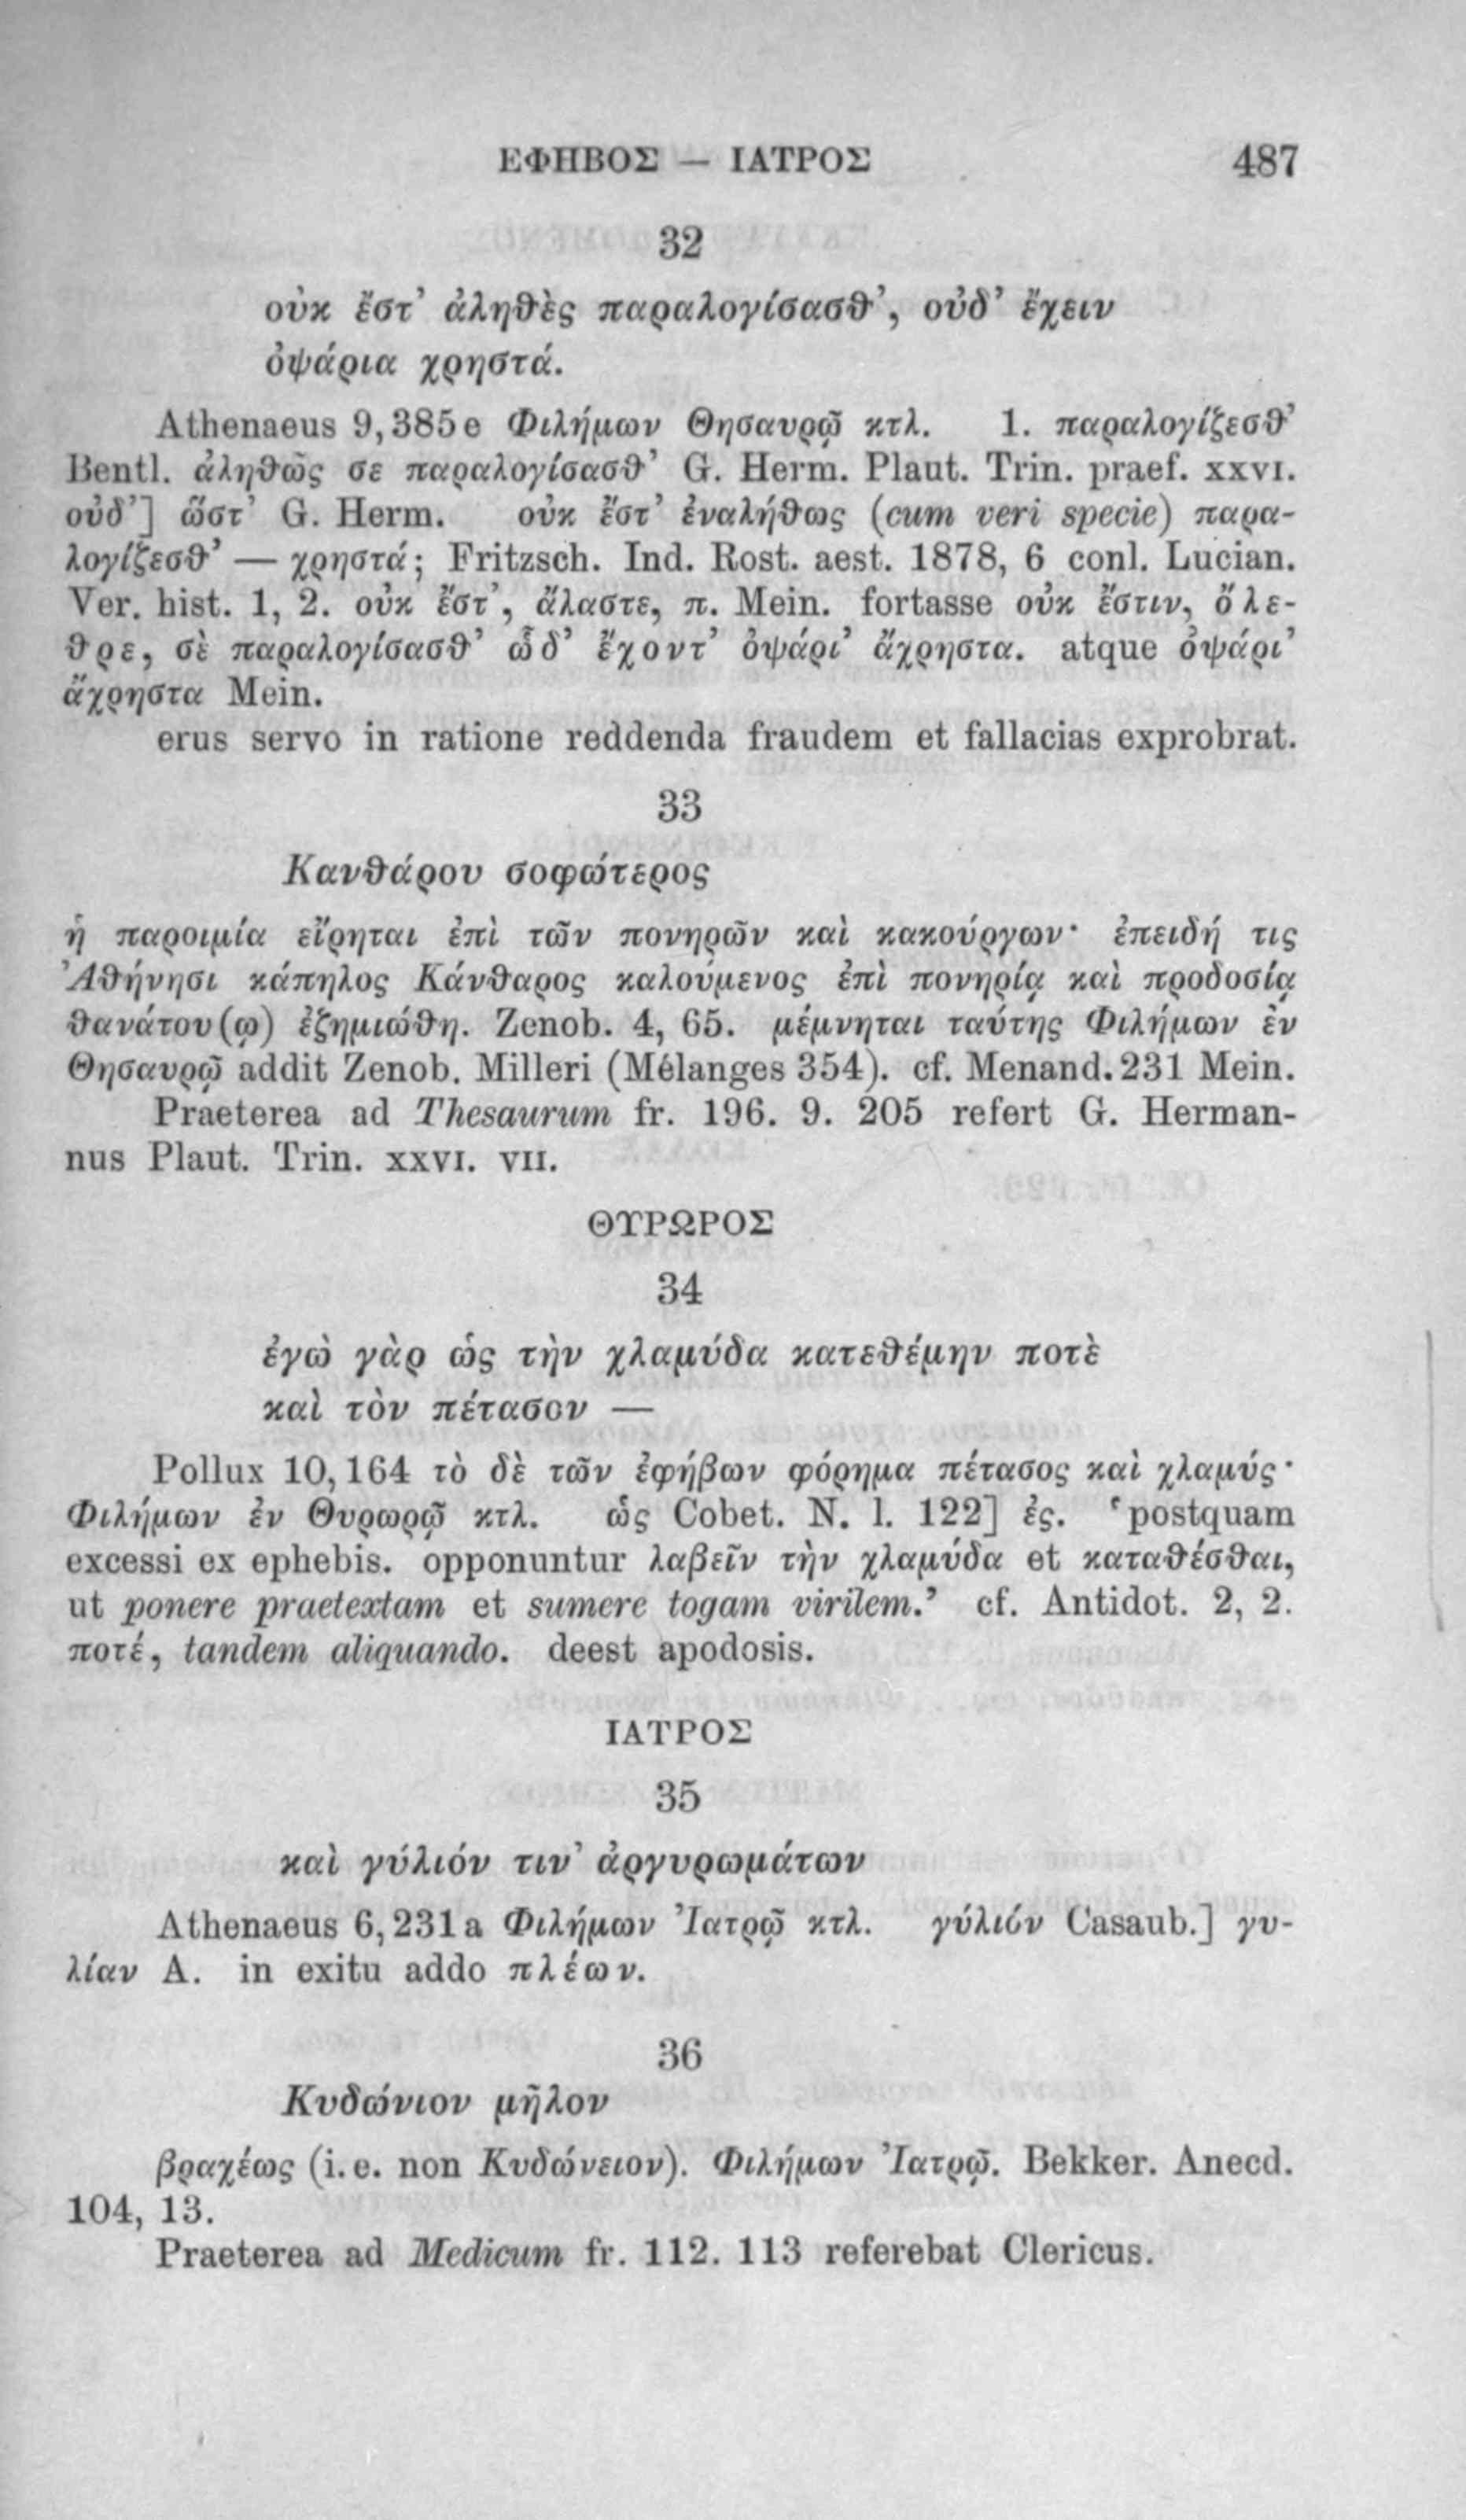 ΕΦΗΒΟΣ — ΙΑΤΡΟΣ 487
32
οὐκ ἔστ’ ἀληθὲς παραλογίσασθ’, οὐδ’ ἔχειν
ὀψάρια χρηστά.
Athenaeus 9,385e Φιλήμων Θησαυρῷ κτλ. 1. παραλογίζεσθ’
Bentl. ἀληθῶς σε παραλογίσασθ’ G. Herm. Plaut. Trin. praef. XXVI.
οὐδ’] ὥστ’ G. Herm. οὐκ ἔστ’ ἐναλήθως (cum veri specie) παρα-
λογίζεσθ’ — χρηστά; Fritzsch. Ind. Rost. aest. 1878, 6 conl. Lucian.
Ver. hist. 1, 2. οὐκ ἔστ’, ἄλαστε, π. Mein. fortasse οὐκ ἔστιν, ὄλε-
θρε, σὲ παραλογίσασθ’ ὧδ’ ἔχοντ’ ὀψάρι’ ἄχρηστα. atque ὀψάρι’
ἄχρηστα Mein.
erus servo in ratione reddenda fraudem et fallacias exprobrat.
33
Κανθάρου σοφώτερος
ἡ παροιμία εἴρηται ἐπὶ τῶν πονηρῶν καὶ κακούργων· ἐπειδή τις
Ἀθήνησι κάπηλος Κάνθαρος καλούμενος ἐπὶ πονηρίᾳ καὶ προδοσίᾳ
θανάτου(ῳ) ἐζημιώθη. Zenob. 4, 65. μέμνηται ταύτης Φιλήμων ἐν
Θησαυρῷ addit Zenob. Milleri (Mélanges 354). cf. Menand. 231 Mein.
Praeterea ad Thesaurum fr. 196. 9. 205 refert G. Herman-
nus Plaut. Trin. XXVI. VII.
ΘΥΡΩΡΟΣ
34
ἐγὼ γὰρ ὡς τὴν χλαμύδα κατεθέμην ποτὲ
καὶ τὸν πέτασον —
Pollux 10,164 τὸ δὲ τῶν ἐφήβων φόρημα πέτασος καὶ χλαμύς·
Φιλήμων ἐν Θυρωρῷ κτλ. ὡς Cobet. N. l. 122] ἐς. ‘postquam
excessi ex ephebis. opponuntur λαβεῖν τὴν χλαμύδα et καταθέσθαι,
ut ponere praetextam et sumere togam virilem.’ cf. Antidot. 2, 2.
ποτέ, tandem aliquando. deest apodosis.
ΙΑΤΡΟΣ
35
καὶ γύλιόν τιν’ ἀργυρωμάτων
Athenaeus 6,231a Φιλήμων Ἰατρῷ κτλ. γύλιόν Casaub.] γυ-
λίαν A. in exitu addo πλέων.
36
Κυδώνιον μῆλον
βραχέως (i. e. non Κυδώνειον). Φιλήμων Ἰατρῷ. Bekker. Anecd.
104, 13.
Praeterea ad Medicum fr. 112. 113 referebat Clericus.